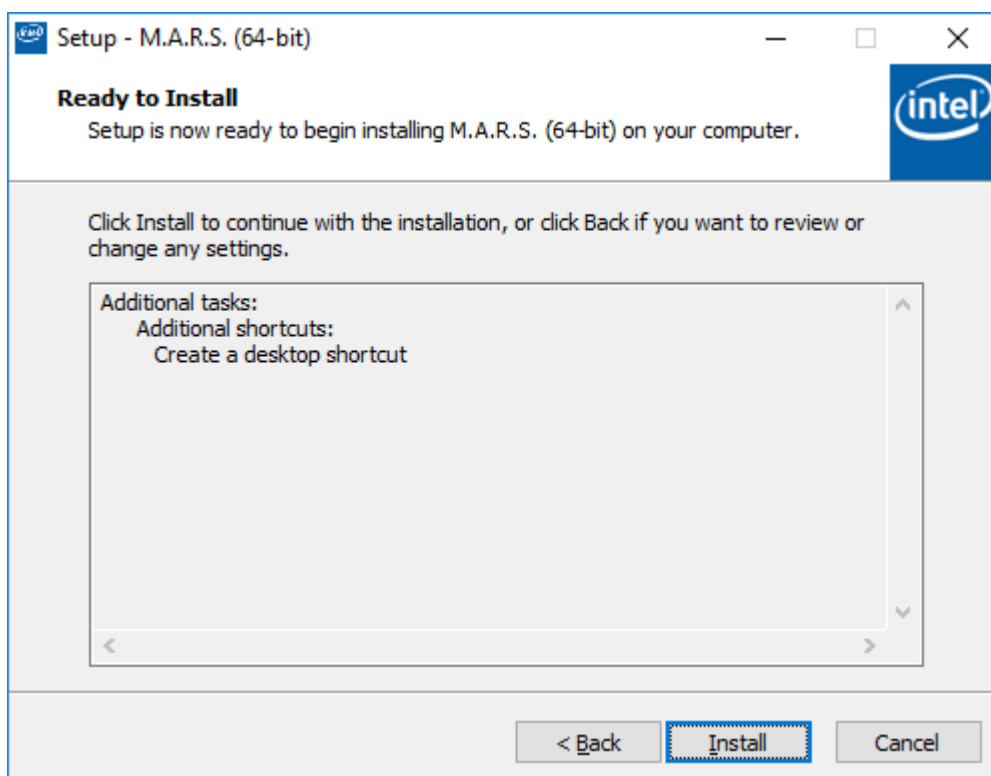 Setup - M.A.R.S. (64-bit)
Ready to Install
Setup is now ready to begin installing M.A.R.S. (64-bit) on your computer.
intel
Click Install to continue with the installation, or click Back if you want to review or
change any settings.
Additional tasks:
Additional shortcuts:
Create a desktop shortcut
< Back
Install
Cancel